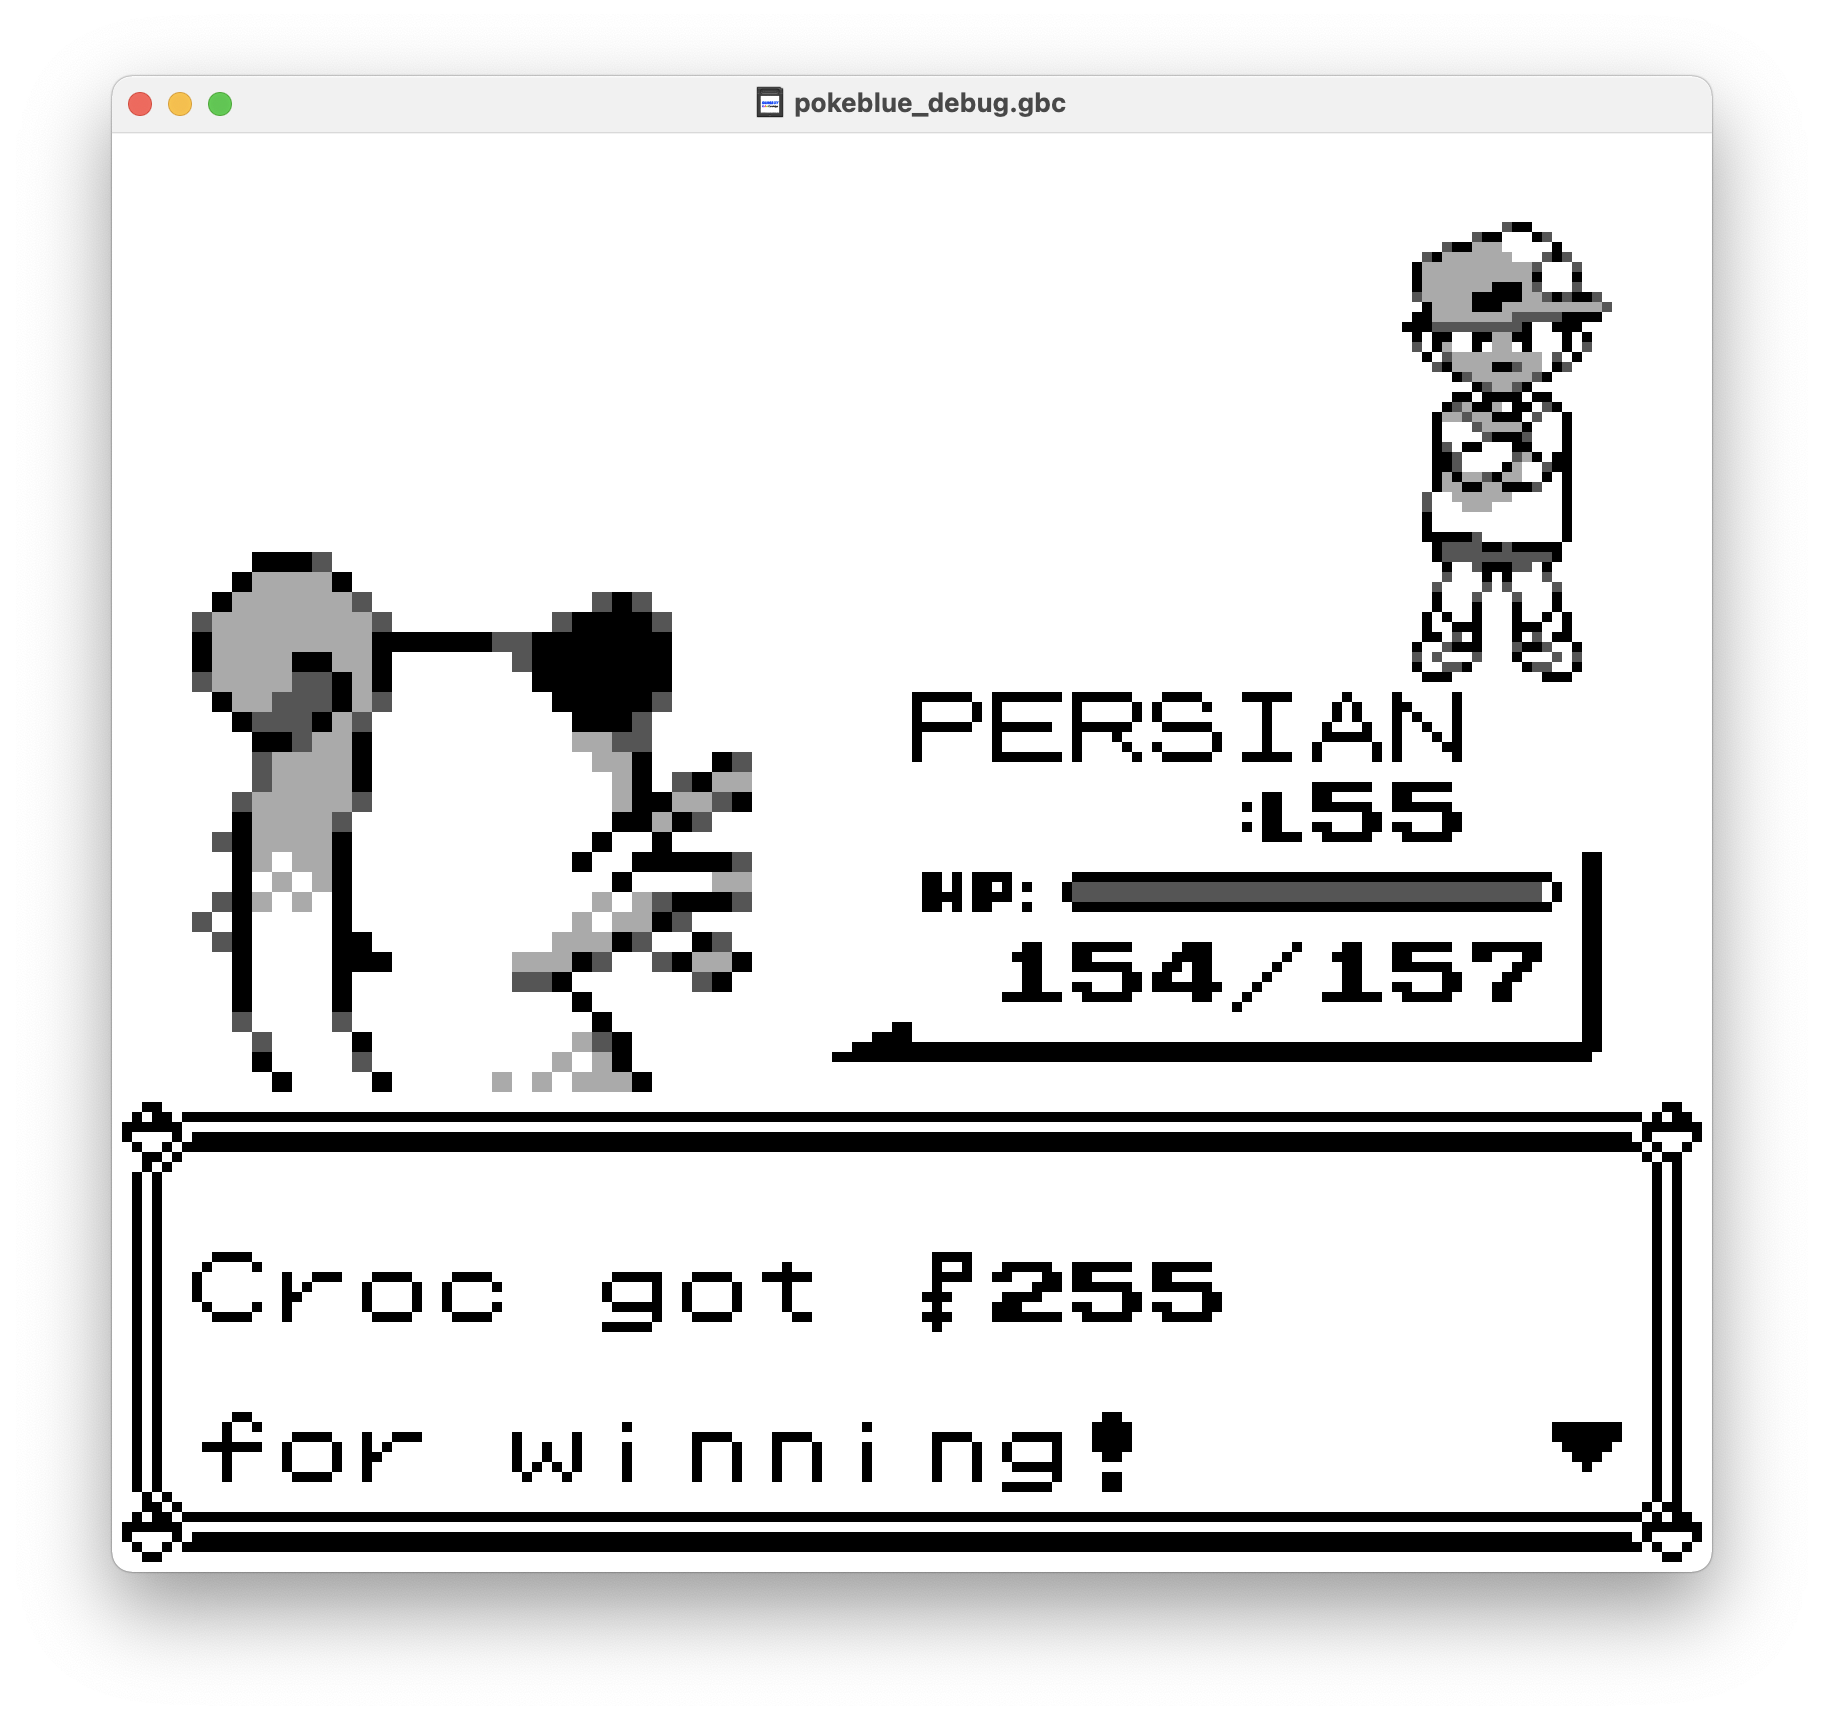 pokeblue_debug.gbc
PERSIAN
:L55
HP:
154/157
Croc got ₽255
for winning!